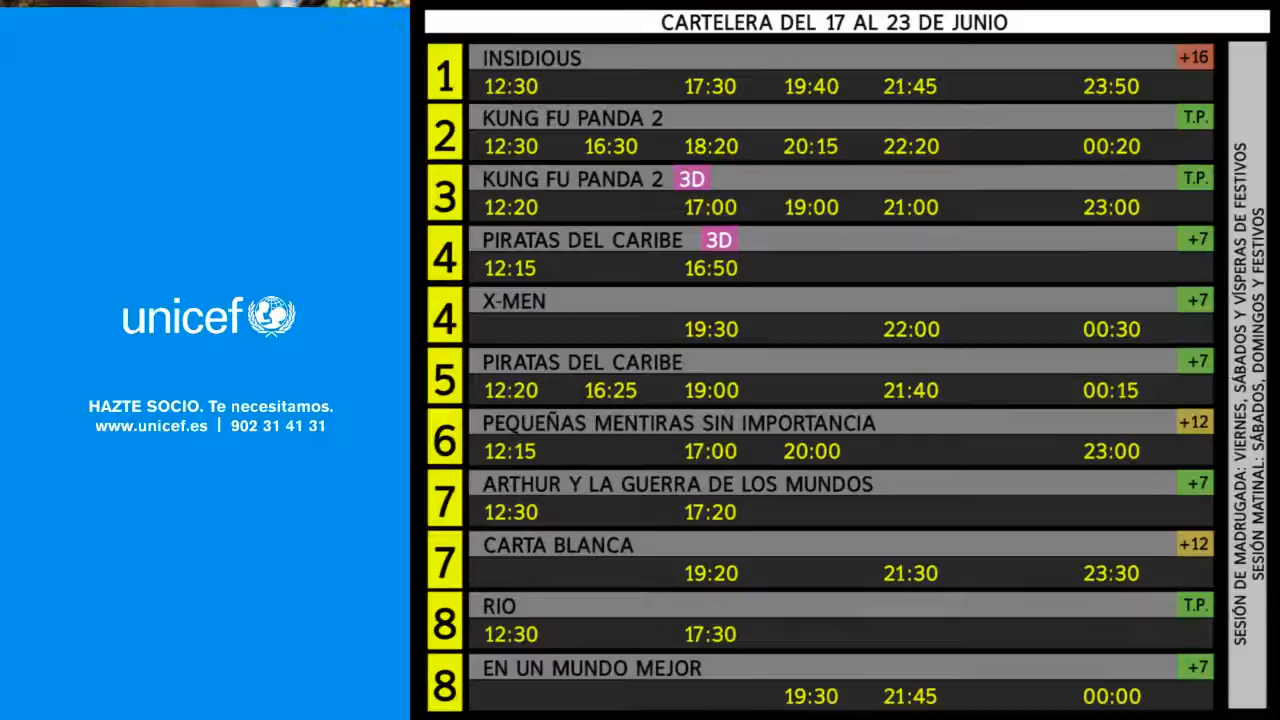 unicef
HAZTE SOCIO. Te necesitamos.
www.unicef.es | 902 31 41 31
CARTELERA DEL 17 AL 23 DE JUNIO
1
INSIDIOUS +16
12:30 17:30 19:40 21:45 23:50
2
KUNG FU PANDA 2 T.P.
12:30 16:30 18:20 20:15 22:20 00:20
3
KUNG FU PANDA 2 3D T.P.
12:20 17:00 19:00 21:00 23:00
4
PIRATAS DEL CARIBE 3D +7
12:15 16:50
4
X-MEN +7
19:30 22:00 00:30
5
PIRATAS DEL CARIBE +7
12:20 16:25 19:00 21:40 00:15
6
PEQUEÑAS MENTIRAS SIN IMPORTANCIA +12
12:15 17:00 20:00 23:00
7
ARTHUR Y LA GUERRA DE LOS MUNDOS +7
12:30 17:20
7
CARTA BLANCA +12
19:20 21:30 23:30
8
RIO T.P.
12:30 17:30
8
EN UN MUNDO MEJOR +7
19:30 21:45 00:00
SESIÓN DE MADRUGADA: VIERNES, SÁBADOS Y VÍSPERAS DE FESTIVOS
SESIÓN MATINAL: SÁBADOS, DOMINGOS Y FESTIVOS